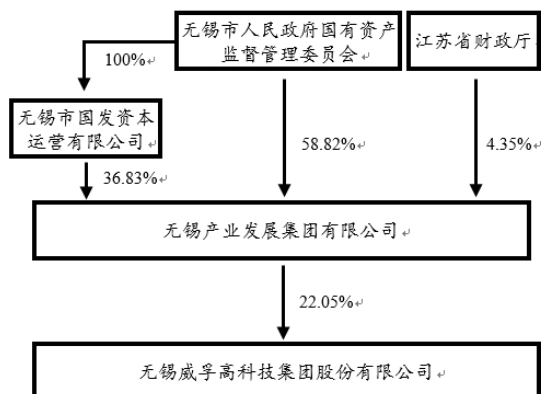 无锡市人民政府国有资产
监督管理委员会
江苏省财政厅
100%
无锡市国发资本
运营有限公司
58.82%
4.35%
36.83%
无锡产业发展集团有限公司
22.05%
无锡威孚高科技集团股份有限公司